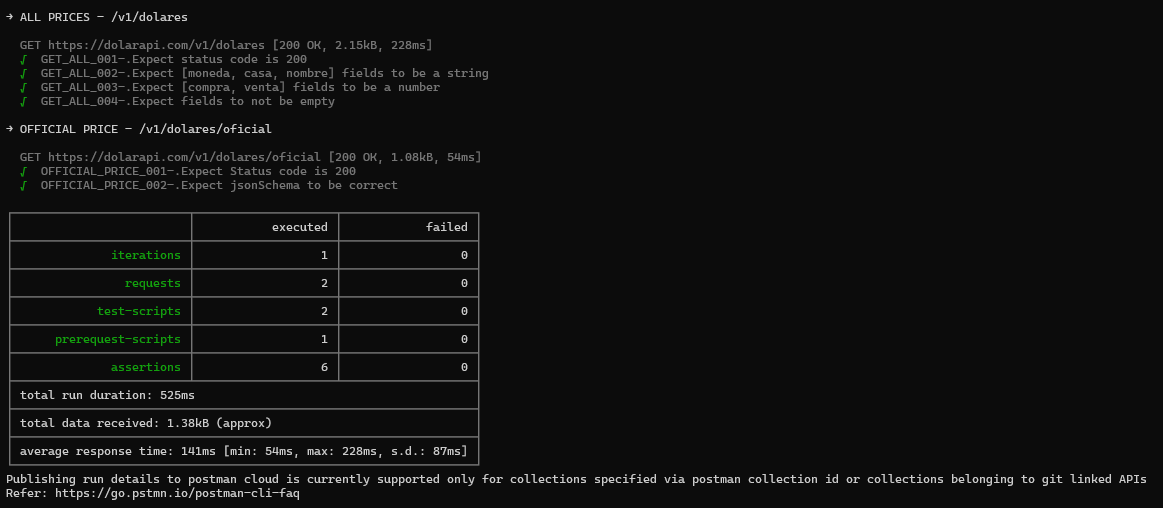 → ALL PRICES - /v1/dolares
GET https://dolarapi.com/v1/dolares [200 OK, 2.15kB, 228ms]
√ GET_ALL_001-.Expect status code is 200
√ GET_ALL_002-.Expect [moneda, casa, nombre] fields to be a string
√ GET_ALL_003-.Expect [compra, venta] fields to be a number
√ GET_ALL_004-.Expect fields to not be empty
→ OFFICIAL PRICE - /v1/dolares/oficial
GET https://dolarapi.com/v1/dolares/oficial [200 OK, 1.08kB, 54ms]
√ OFFICIAL_PRICE_001-.Expect Status code is 200
√ OFFICIAL_PRICE_002-.Expect jsonSchema to be correct
executed failed
iterations 1 0
requests 2 0
test-scripts 2 0
prerequest-scripts 1 0
assertions 6 0
total run duration: 525ms
total data received: 1.38kB (approx)
average response time: 141ms [min: 54ms, max: 228ms, s.d.: 87ms]
Publishing run details to postman cloud is currently supported only for collections specified via postman collection id or collections belonging to git linked APIs
Refer: https://go.pstmn.io/postman-cli-faq